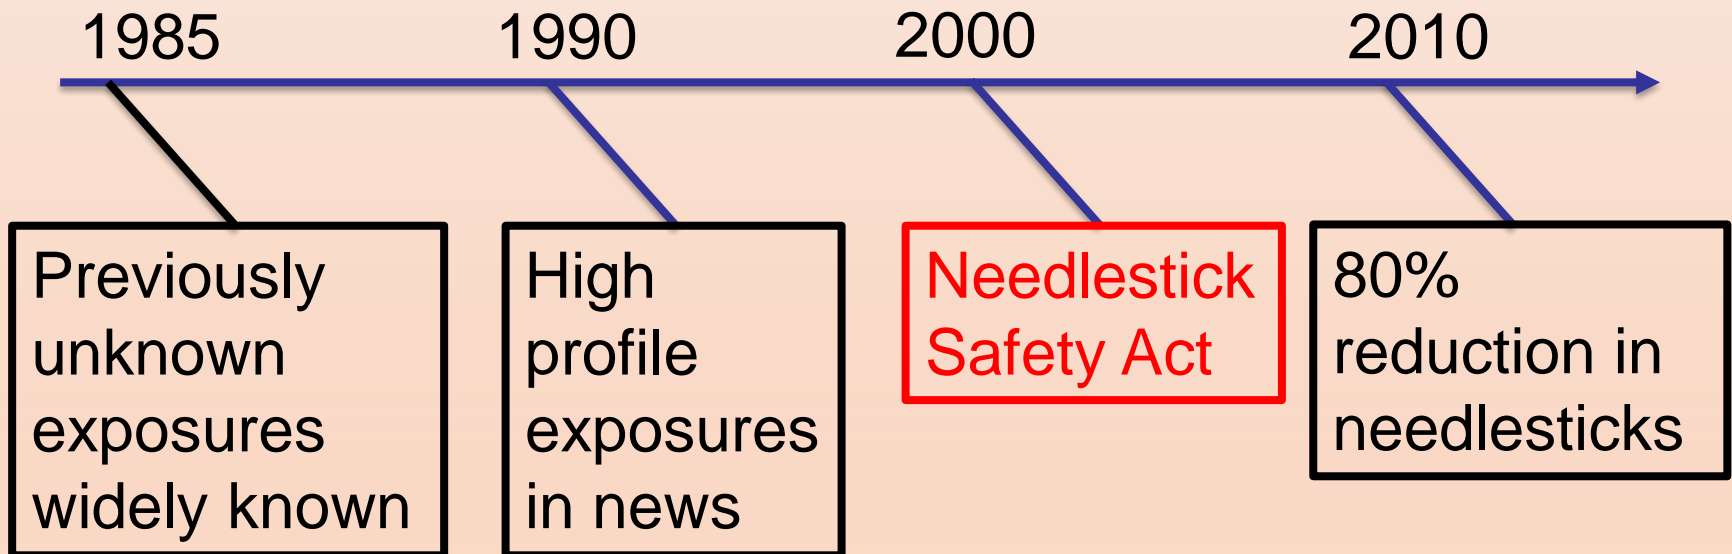 1985
1990
2000
2010
Previously
unknown
exposures
widely known
High
profile
exposures
in news
Needlestick
Safety Act
80%
reduction in
needlesticks